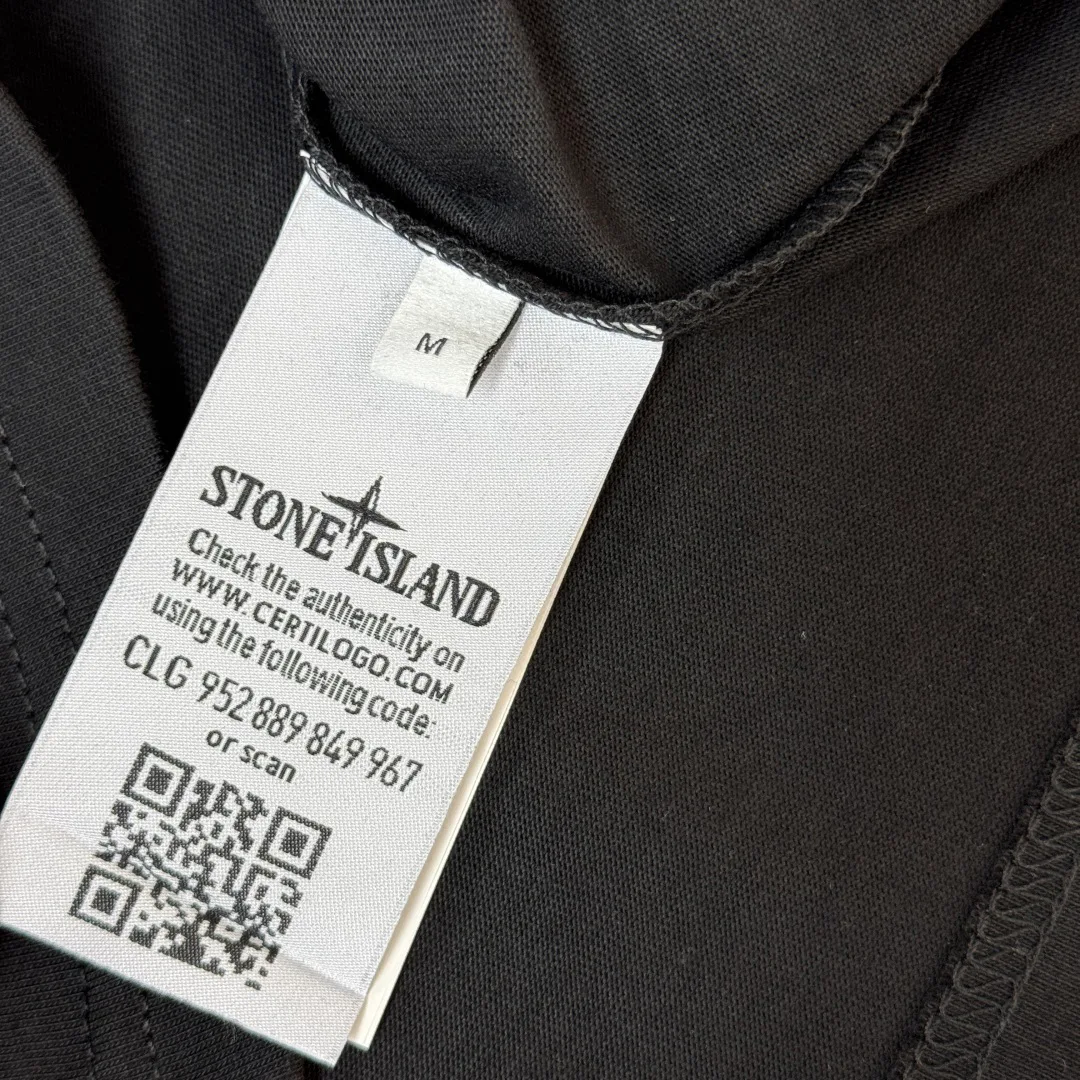 M
STONE ISLAND
Check the authenticity on
WWW.CERTILOGO.COM
using the following code:
CLG 952 889 849 967
or scan